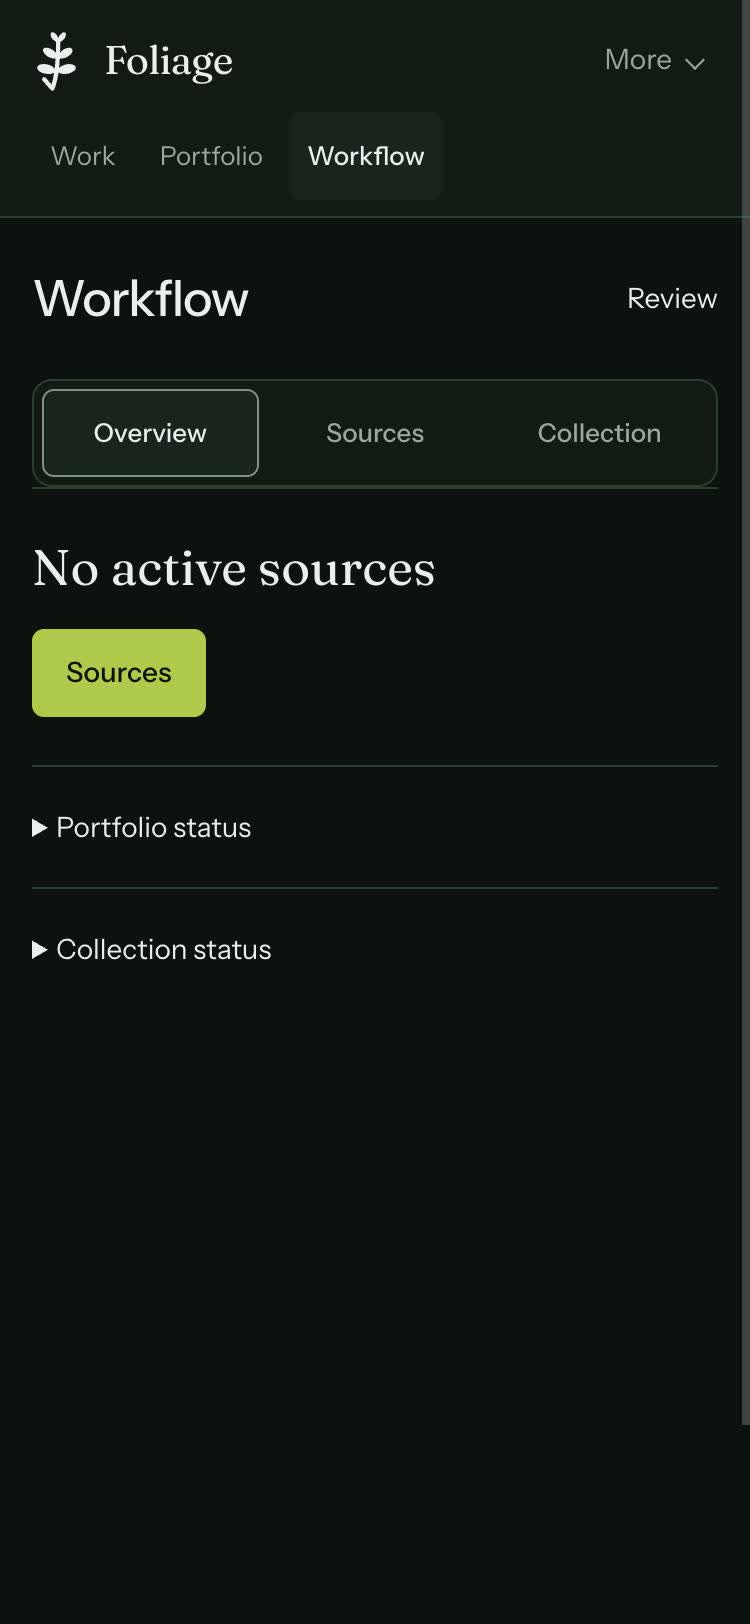 Foliage
More
Work Portfolio Workflow
Workflow
Review
Overview Sources Collection
No active sources
Sources
Portfolio status
Collection status